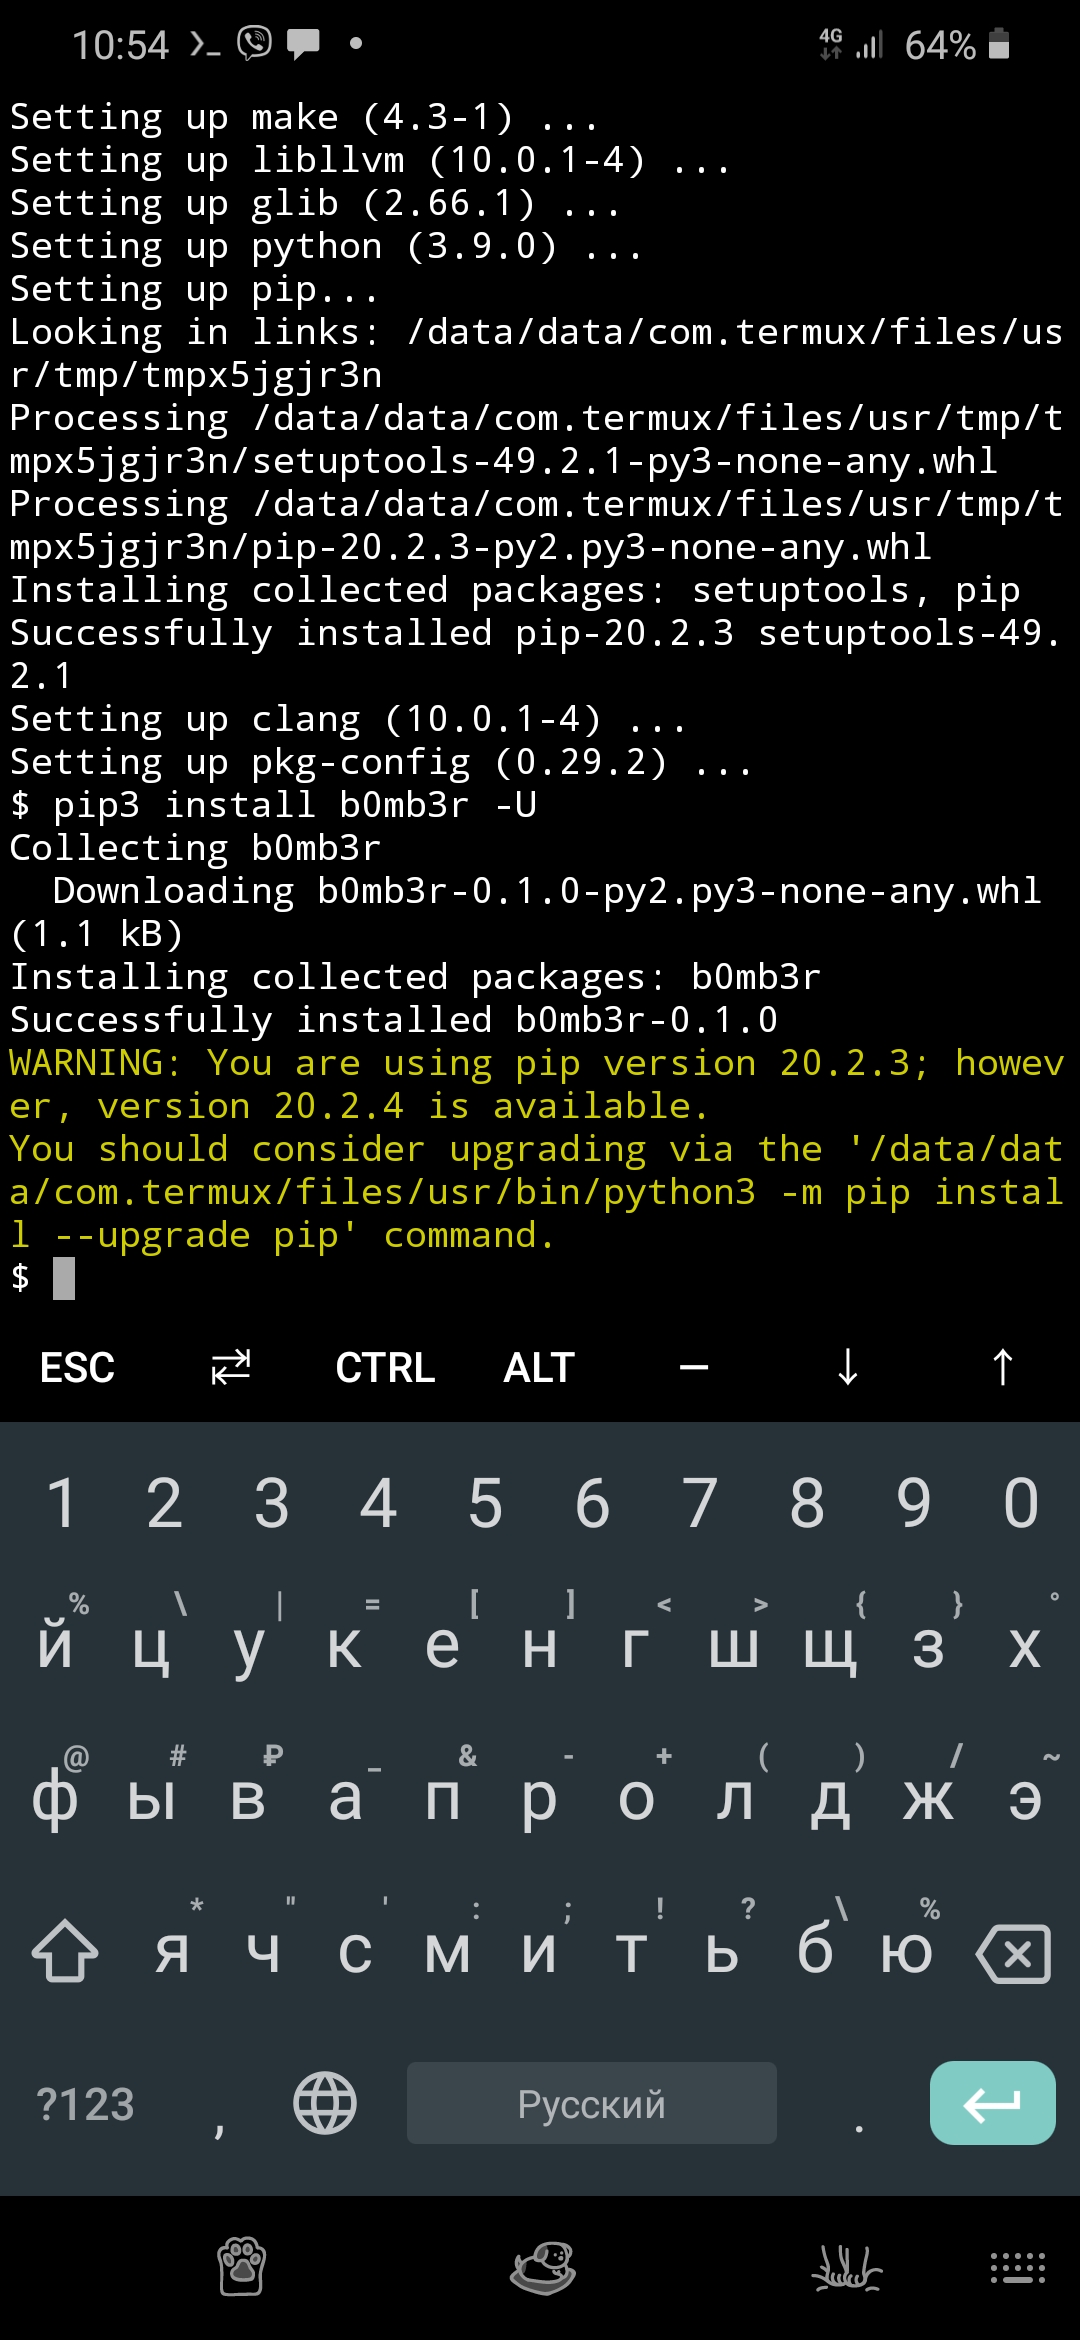 10:54
4G
64%
Setting up make (4.3-1) ...
Setting up libllvm (10.0.1-4) ...
Setting up glib (2.66.1) ...
Setting up python (3.9.0) ...
Setting up pip...
Looking in links: /data/data/com.termux/files/us
r/tmp/tmpx5jgjr3n
Processing /data/data/com.termux/files/usr/tmp/t
mpx5jgjr3n/setuptools-49.2.1-py3-none-any.whl
Processing /data/data/com.termux/files/usr/tmp/t
mpx5jgjr3n/pip-20.2.3-py2.py3-none-any.whl
Installing collected packages: setuptools, pip
Successfully installed pip-20.2.3 setuptools-49.
2.1
Setting up clang (10.0.1-4) ...
Setting up pkg-config (0.29.2) ...
$ pip3 install b0mb3r -U
Collecting b0mb3r
  Downloading b0mb3r-0.1.0-py2.py3-none-any.whl
(1.1 kB)
Installing collected packages: b0mb3r
Successfully installed b0mb3r-0.1.0
WARNING: You are using pip version 20.2.3; howev
er, version 20.2.4 is available.
You should consider upgrading via the '/data/dat
a/com.termux/files/usr/bin/python3 -m pip instal
l --upgrade pip' command.
$
ESC ⇄ CTRL ALT – ↓ ↑
1 2 3 4 5 6 7 8 9 0
% \ | = [ ] < > { } °
й ц у к е н г ш щ з х
@ # ₽ _ & - + ( ) / ~
ф ы в а п р о л д ж э
* " ' : ; ! ? \ %
я ч с м и т ь б ю
?123 , Русский .